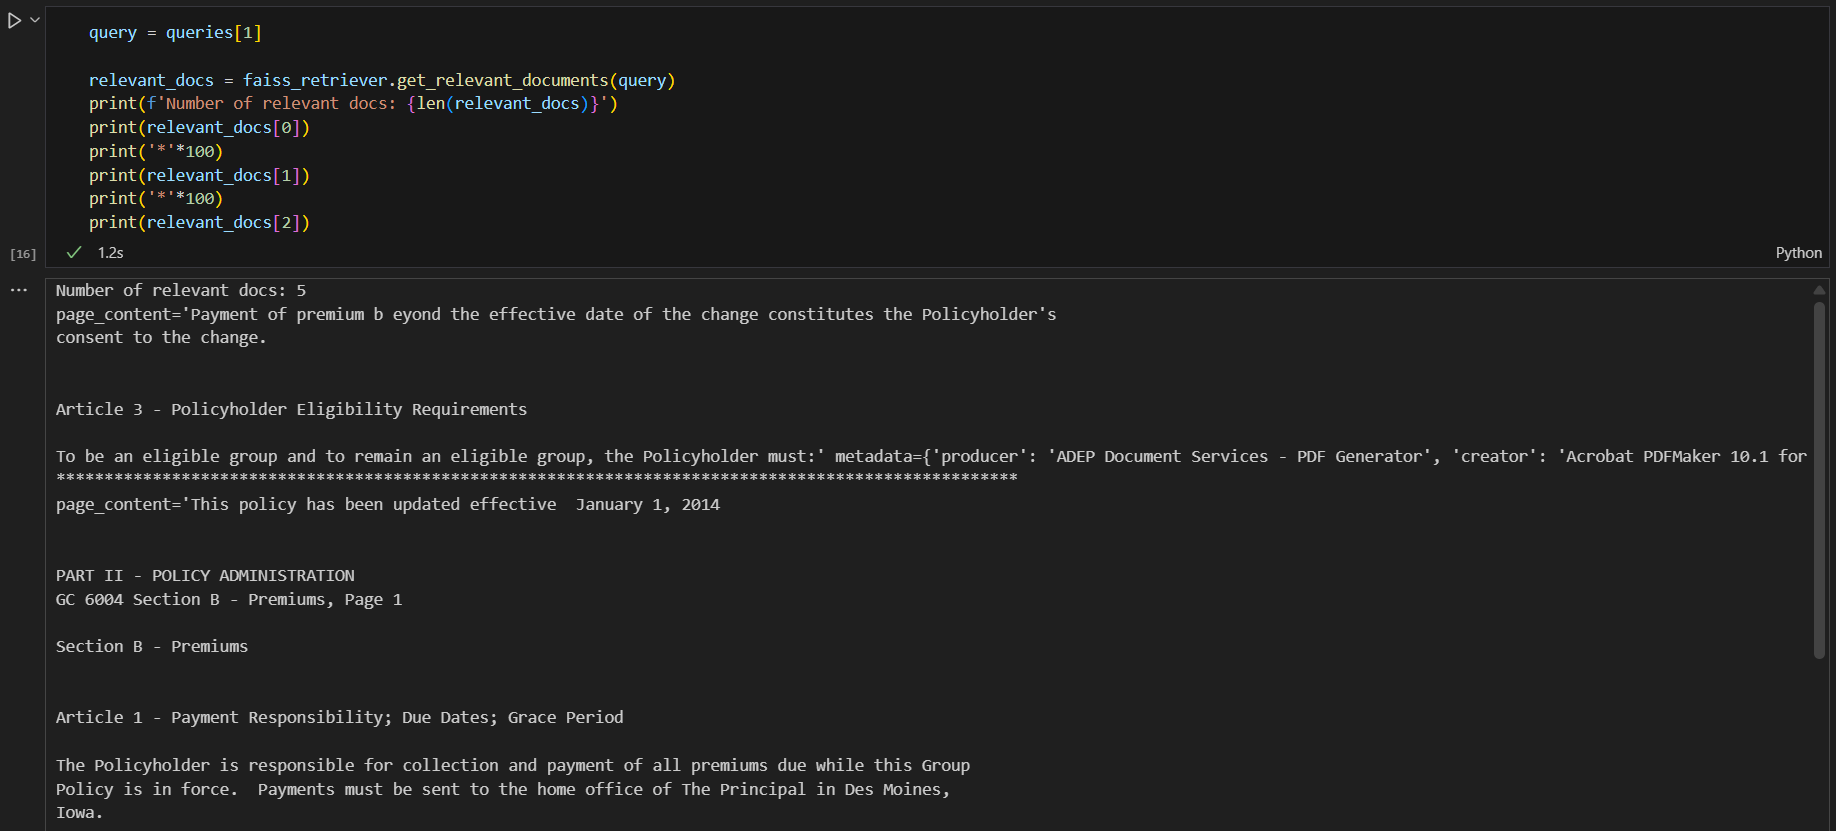 query = queries[1]
relevant_docs = faiss_retriever.get_relevant_documents(query)
print(f'Number of relevant docs: {len(relevant_docs)}')
print(relevant_docs[0])
print('*'*100)
print(relevant_docs[1])
print('*'*100)
print(relevant_docs[2])
[16] ✓ 1.2s Python
Number of relevant docs: 5
page_content='Payment of premium b eyond the effective date of the change constitutes the Policyholder's
consent to the change.
Article 3 - Policyholder Eligibility Requirements
To be an eligible group and to remain an eligible group, the Policyholder must:' metadata={'producer': 'ADEP Document Services - PDF Generator', 'creator': 'Acrobat PDFMaker 10.1 for
****************************************************************************************************
page_content='This policy has been updated effective  January 1, 2014
PART II - POLICY ADMINISTRATION
GC 6004 Section B - Premiums, Page 1
Section B - Premiums
Article 1 - Payment Responsibility; Due Dates; Grace Period
The Policyholder is responsible for collection and payment of all premiums due while this Group
Policy is in force.  Payments must be sent to the home office of The Principal in Des Moines,
Iowa.